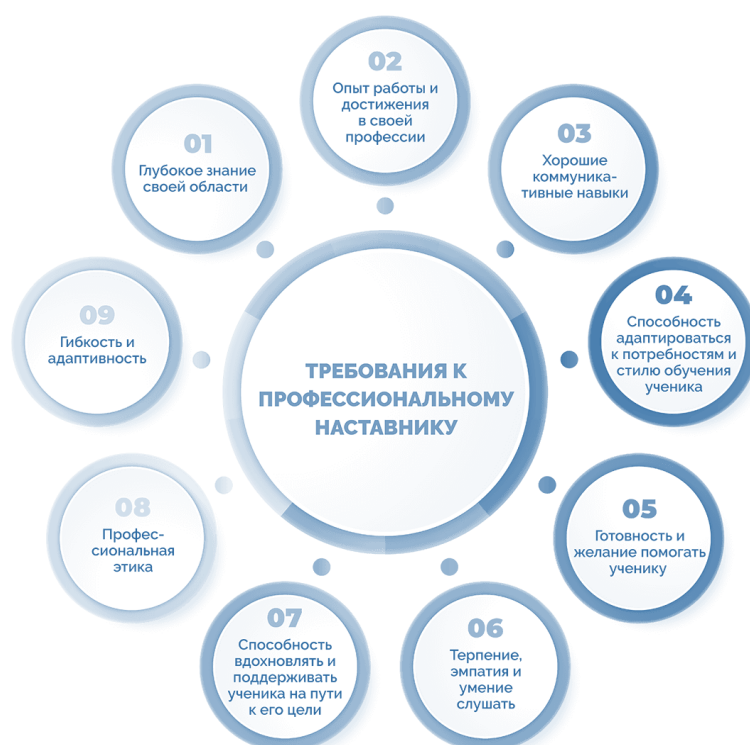 ТРЕБОВАНИЯ К
ПРОФЕССИОНАЛЬНОМУ
НАСТАВНИКУ
01
Глубокое знание
своей области
02
Опыт работы и
достижения
в своей
профессии
03
Хорошие
коммуника-
тивные навыки
04
Способность
адаптироваться
к потребностям и
стилю обучения
ученика
05
Готовность и
желание помогать
ученику
06
Терпение,
эмпатия и
умение
слушать
07
Способность
вдохновлять и
поддерживать
ученика на пути
к его цели
08
Профес-
сиональная
этика
09
Гибкость и
адаптивность